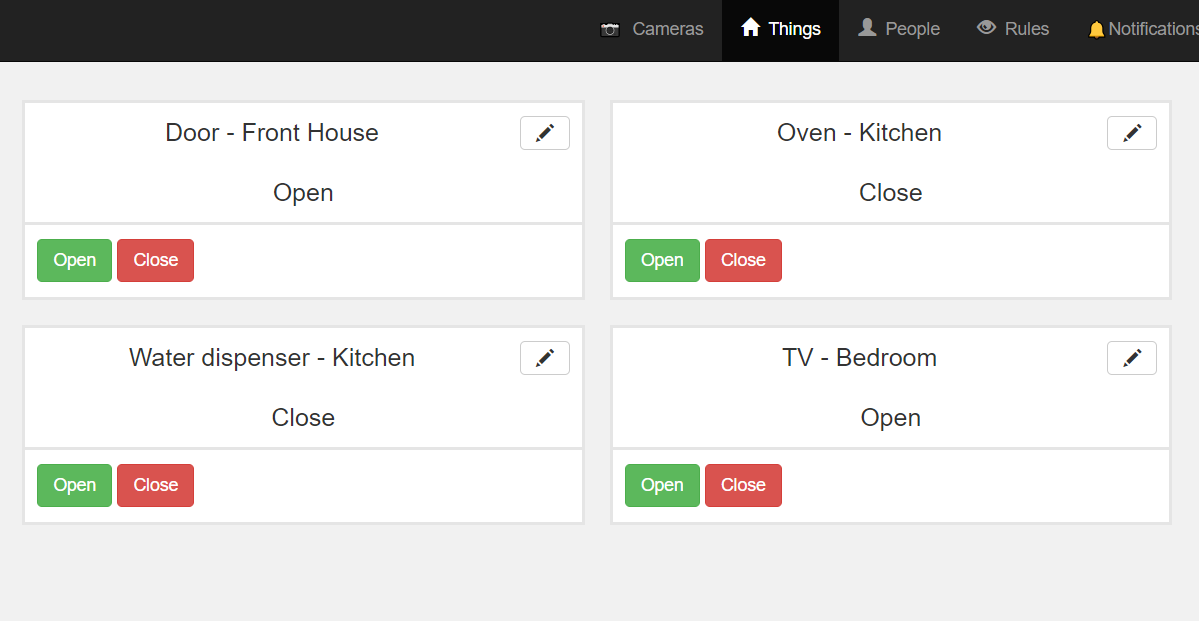 Cameras Things People Rules Notifications
Door - Front House
Open
Open Close
Oven - Kitchen
Close
Open Close
Water dispenser - Kitchen
Close
Open Close
TV - Bedroom
Open
Open Close